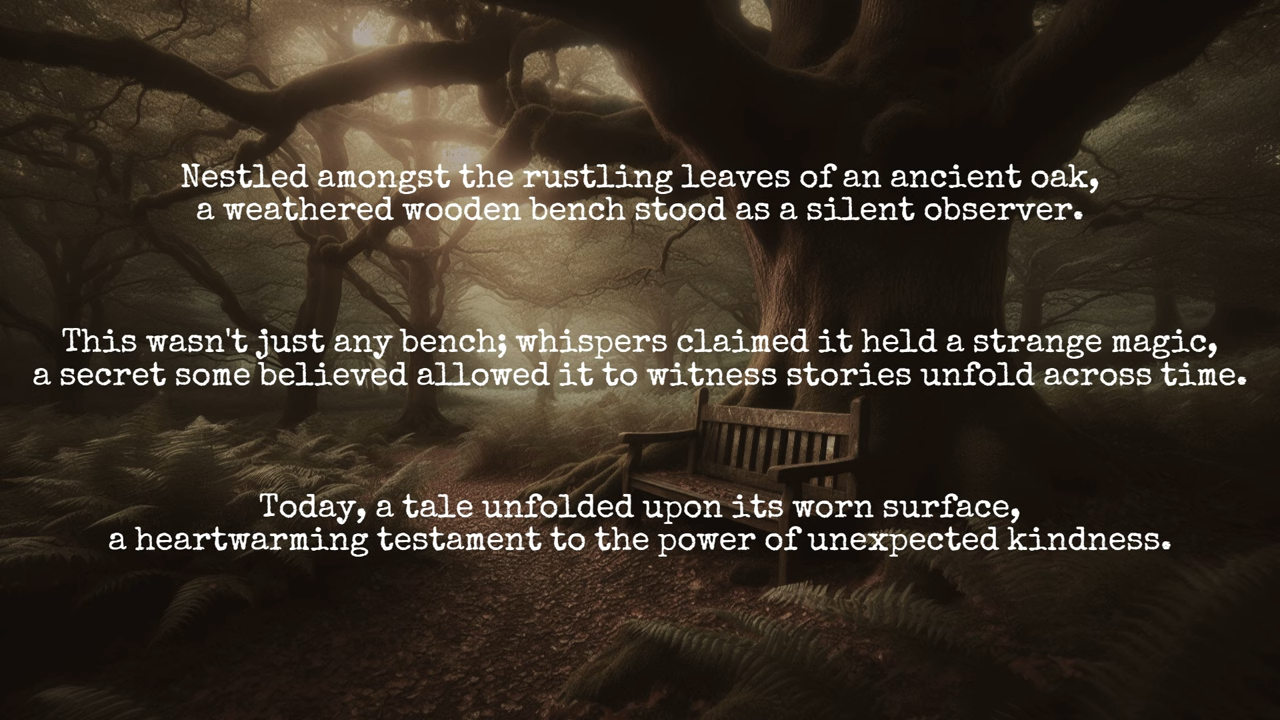 Nestled amongst the rustling leaves of an ancient oak,
a weathered wooden bench stood as a silent observer.
This wasn't just any bench; whispers claimed it held a strange magic,
a secret some believed allowed it to witness stories unfold across time.
Today, a tale unfolded upon its worn surface,
a heartwarming testament to the power of unexpected kindness.